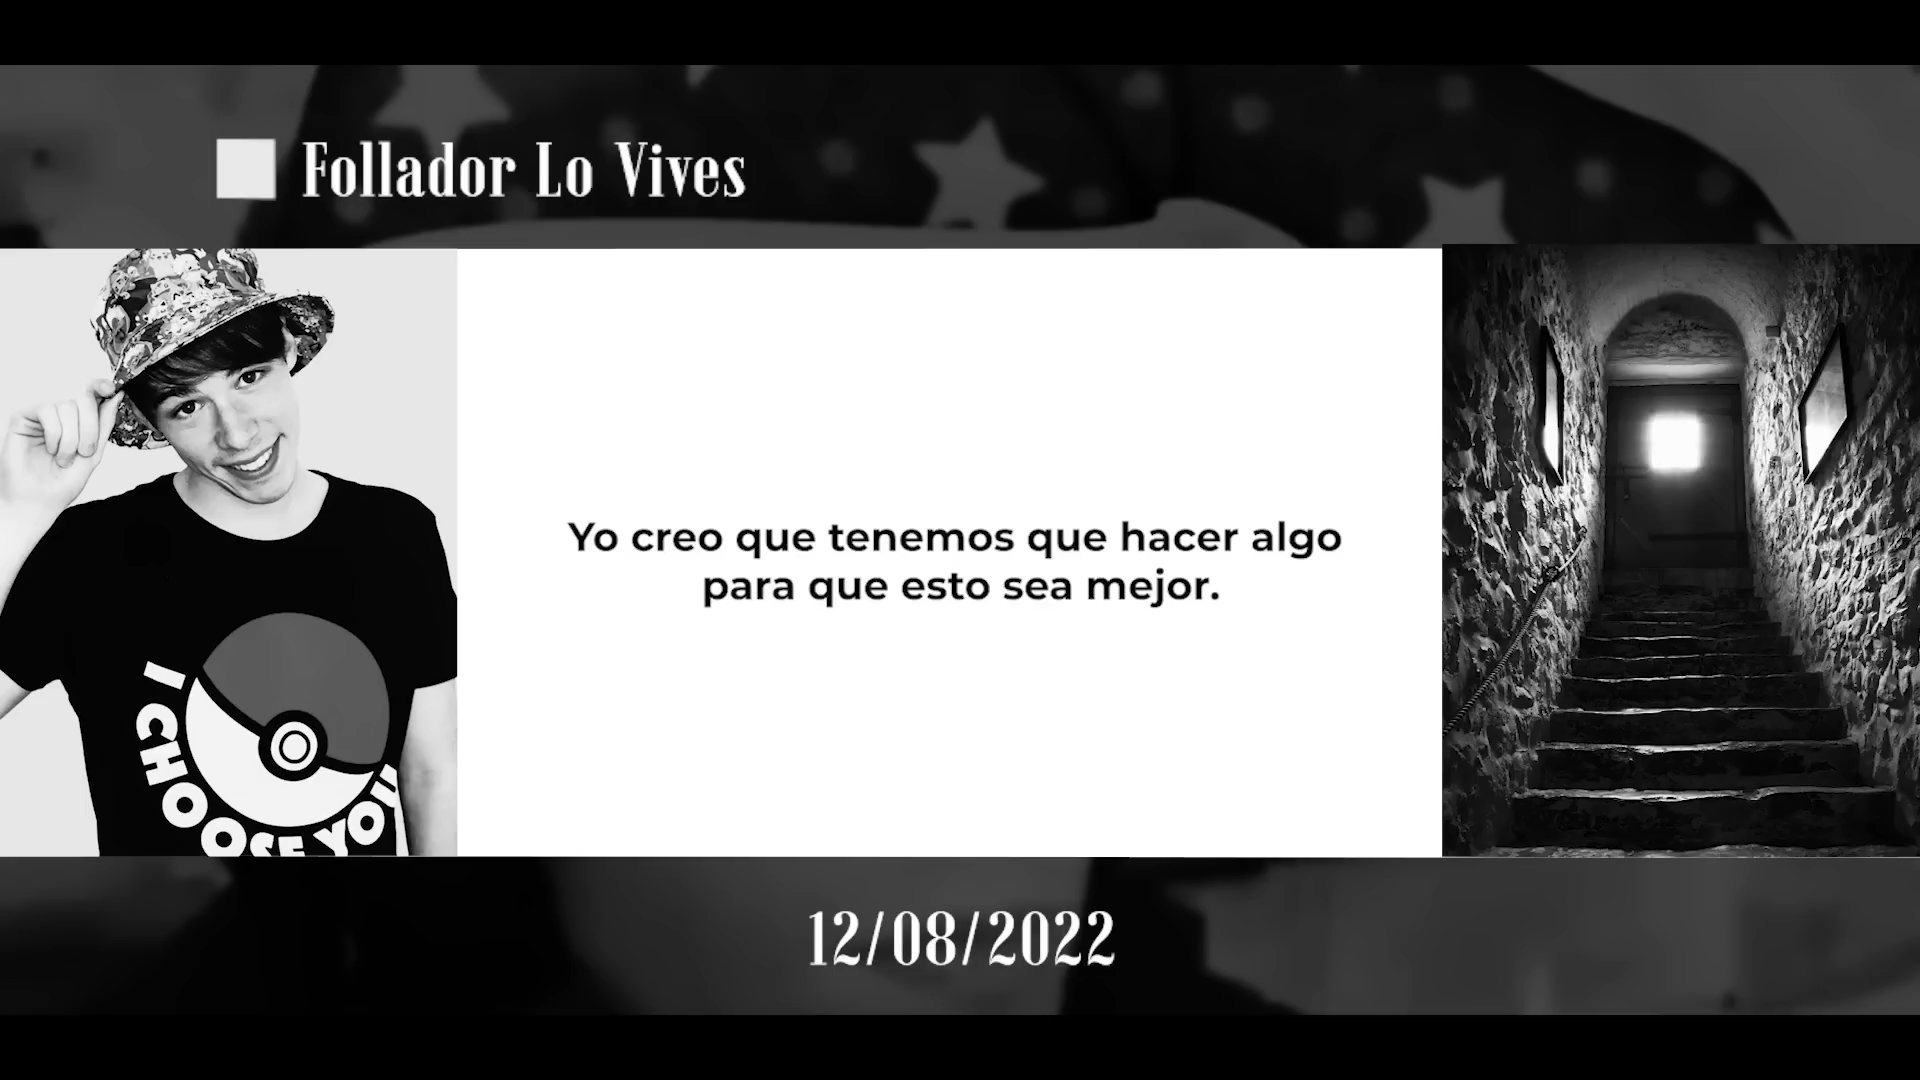 Follador Lo Vives
Yo creo que tenemos que hacer algo
para que esto sea mejor.
I CHOOSE YOU
12/08/2022